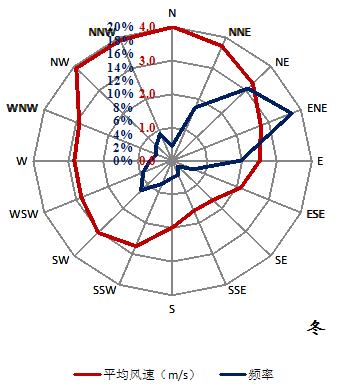 N
NNW 20% 4.0 NNE
18%
NW 16% 3.0 NE
14%
12%
WNW 10% 2.0 ENE
8%
6% 1.0
4%
2%
W 0% 0.0 E
WSW ESE
SW SE
SSW SSE
S
冬
平均风速（m/s） 频率